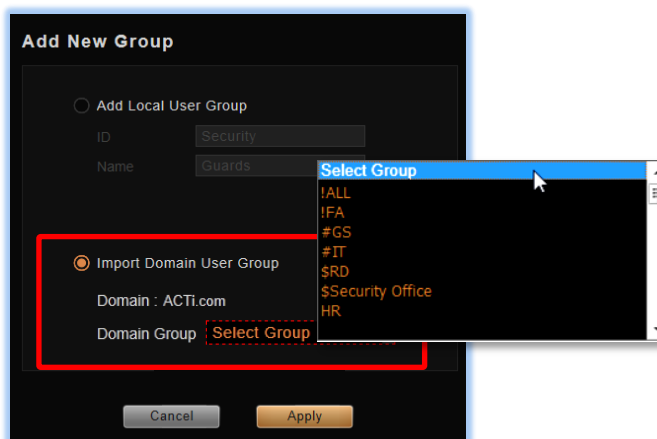 Add New Group
Add Local User Group
ID Security
Name Guards
Select Group
!ALL
!FA
#GS
#IT
$RD
$Security Office
HR
Import Domain User Group
Domain : ACTi.com
Domain Group Select Group
Cancel Apply